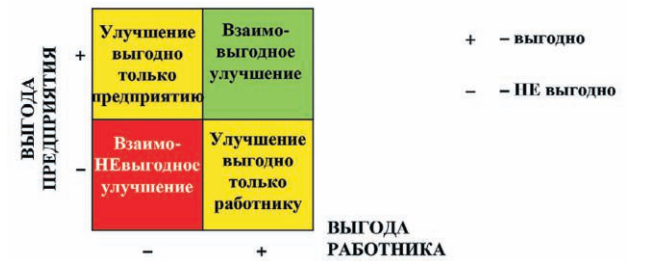 ВЫГОДА
ПРЕДПРИЯТИЯ
+
–
Улучшение
выгодно
только
предприятию
Взаимо-
выгодное
улучшение
Взаимо-
НЕвыгодное
улучшение
Улучшение
выгодно
только
работнику
–
+
ВЫГОДА
РАБОТНИКА
+ – выгодно
– – НЕ выгодно